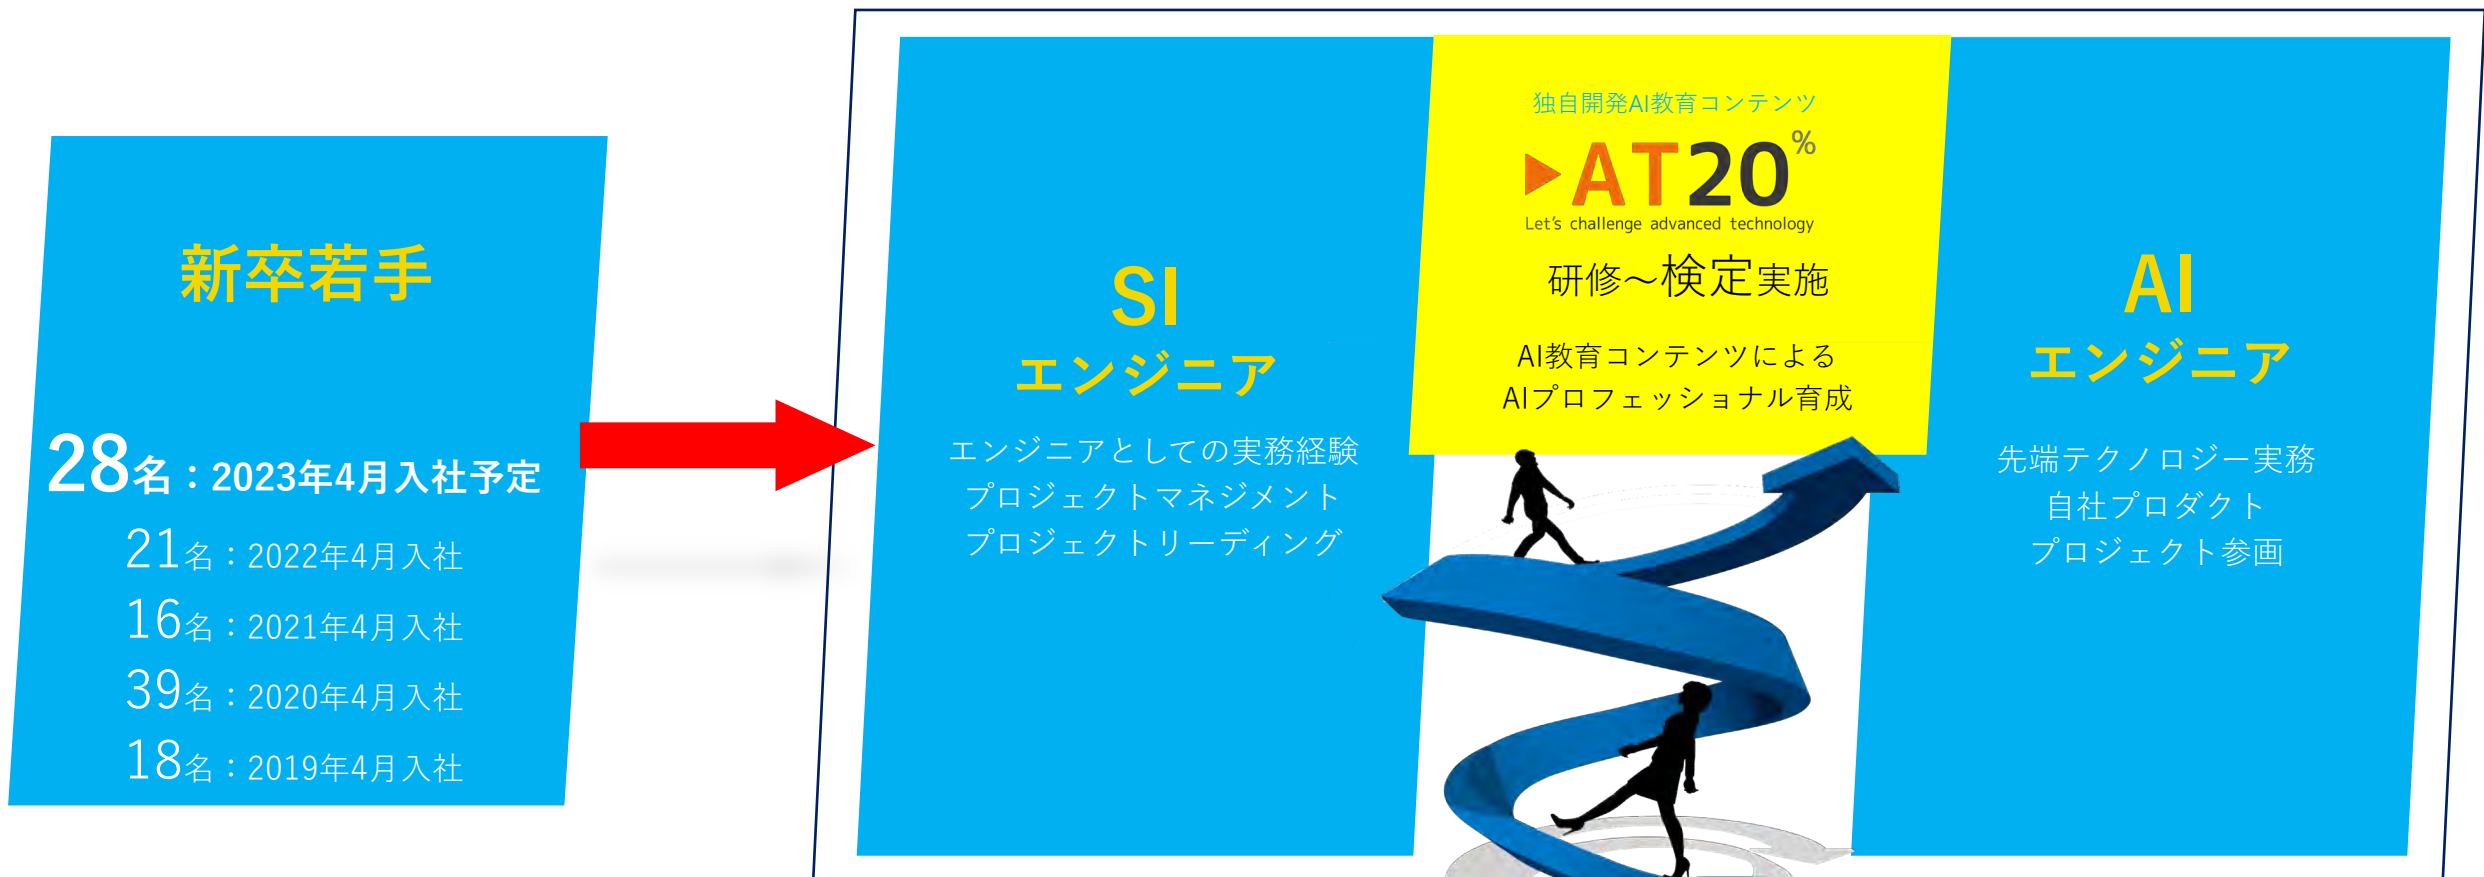 新卒若手
28名：2023年4月入社予定
21名：2022年4月入社
16名：2021年4月入社
39名：2020年4月入社
18名：2019年4月入社
SI
エンジニア
エンジニアとしての実務経験
プロジェクトマネジメント
プロジェクトリーディング
独自開発AI教育コンテンツ
AT20%
Let's challenge advanced technology
研修～検定実施
AI教育コンテンツによる
AIプロフェッショナル育成
AI
エンジニア
先端テクノロジー実務
自社プロダクト
プロジェクト参画